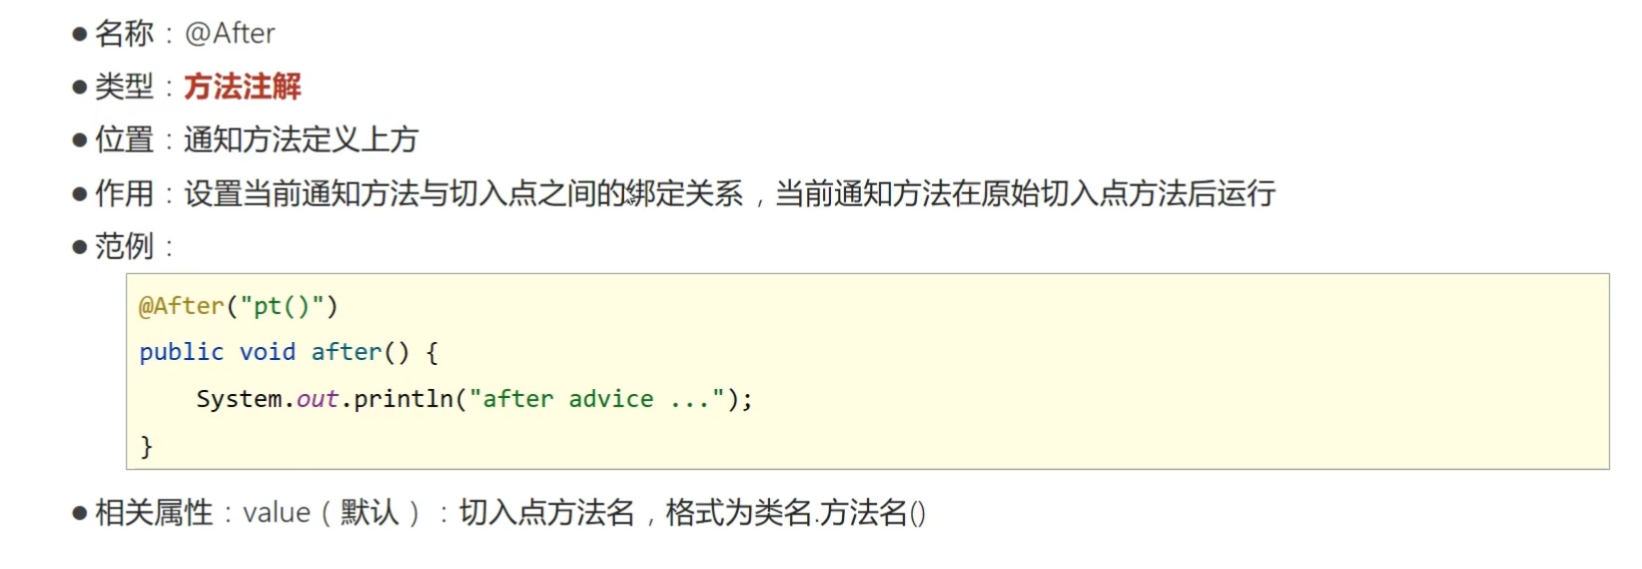 ● 名称：@After
● 类型：方法注解
● 位置：通知方法定义上方
● 作用：设置当前通知方法与切入点之间的绑定关系，当前通知方法在原始切入点方法后运行
● 范例：
@After("pt()")
public void after() {
    System.out.println("after advice ...");
}
● 相关属性：value（默认）：切入点方法名，格式为类名.方法名()